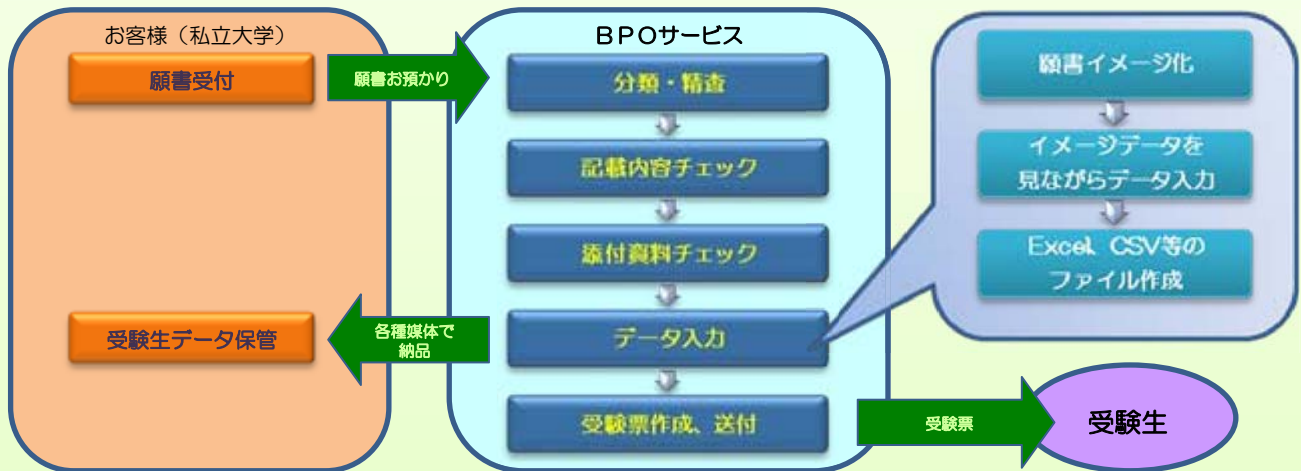 お客様（私立大学）
願書受付
受験生データ保管
願書お預かり
各種媒体で
納品
BPOサービス
分類・精査
記載内容チェック
添付資料チェック
データ入力
受験票作成、送付
願書イメージ化
イメージデータを
見ながらデータ入力
Excel、CSV等の
ファイル作成
受験票
受験生